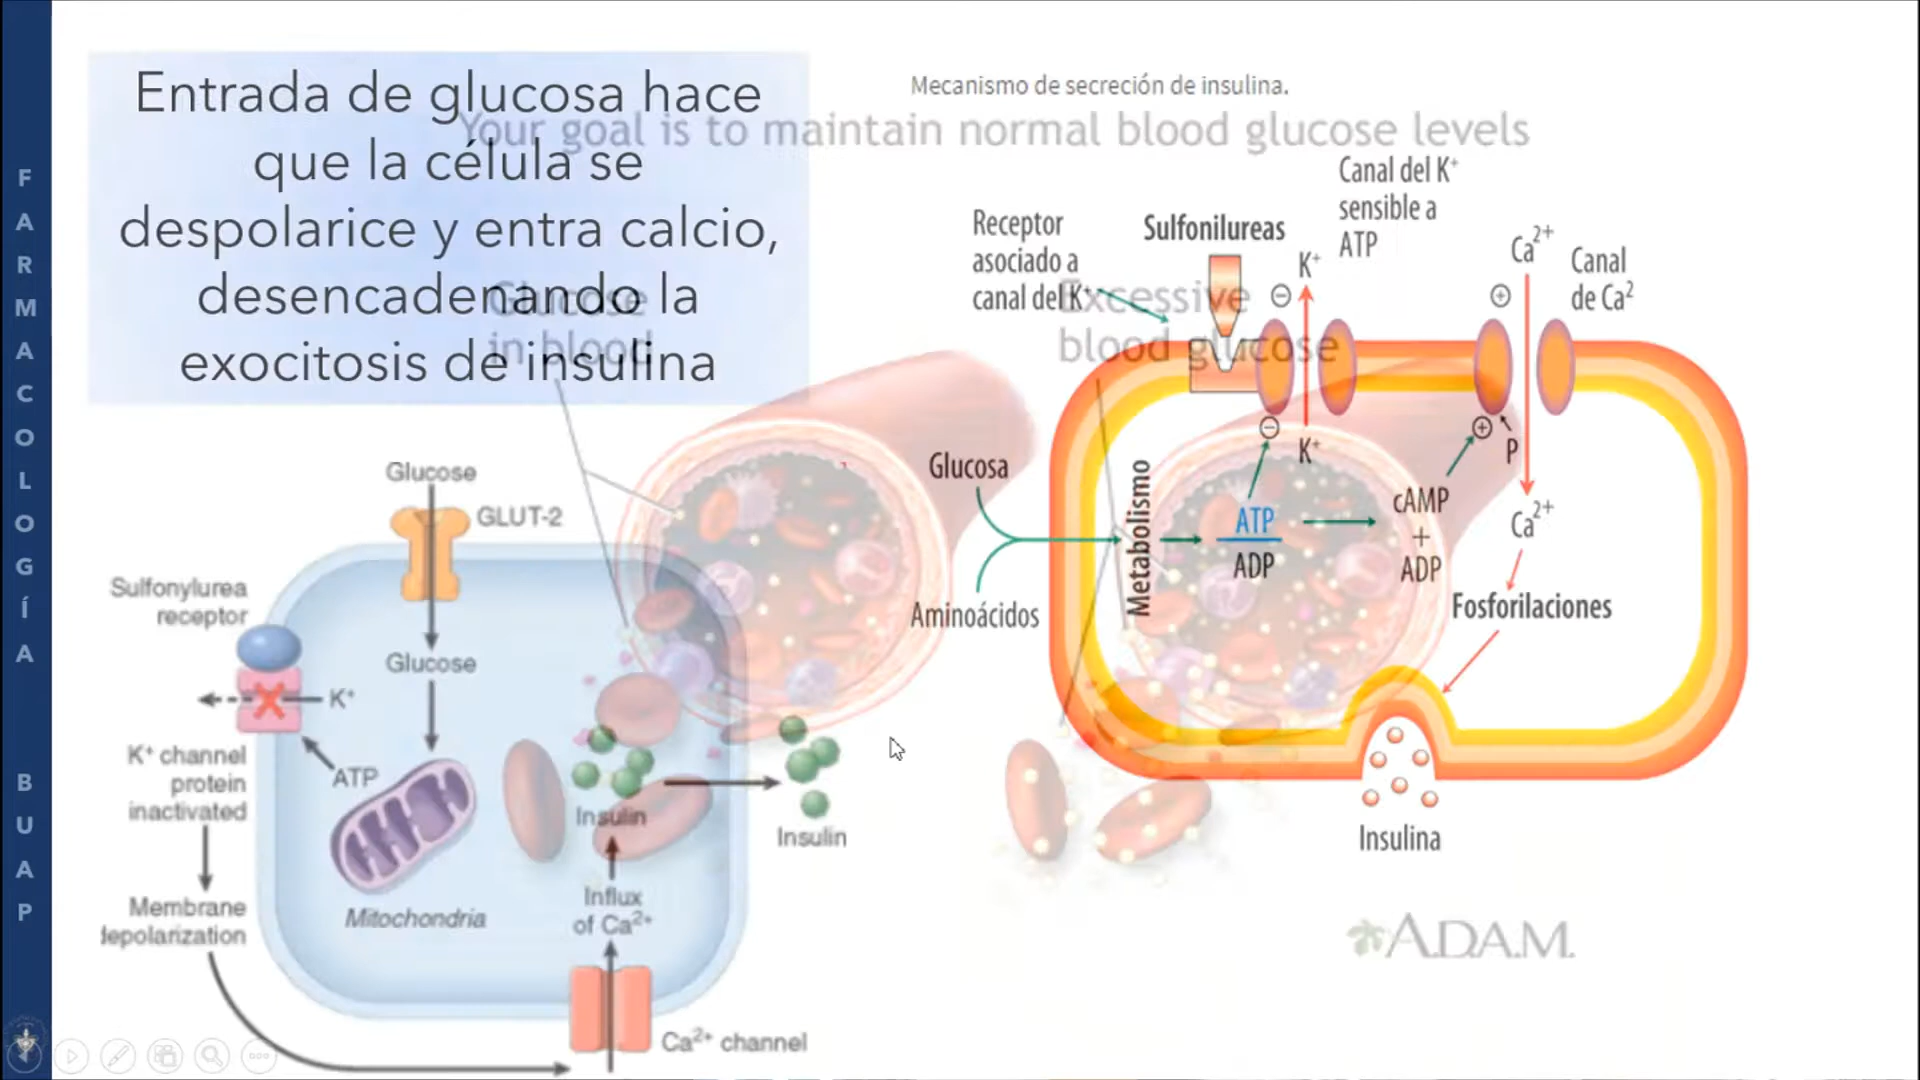 FARMACOLOGÍA BUAP
Entrada de glucosa hace
que la célula se
despolarice y entra calcio,
desencadenando la
exocitosis de insulina
Mecanismo de secreción de insulina.
Your goal is to maintain normal blood glucose levels
Glucose
in blood
Excessive
blood glucose
Glucose
GLUT-2
Sulfonylurea
receptor
Glucose
K⁺
K⁺ channel
protein
inactivated
ATP
Membrane
depolarization
Mitochondria
Insulin
Insulin
Influx
of Ca²⁺
Ca²⁺ channel
Receptor
asociado a
canal del K⁺
Sulfonilureas
Canal del K⁺
sensible a
ATP
K⁺
⊖
Ca²⁺
⊕
Canal
de Ca²
Glucosa
Aminoácidos
Metabolismo
⊖
K⁺
ATP
ADP
cAMP
+
ADP
⊕
P
Ca²⁺
Fosforilaciones
Insulina
A.D.A.M.